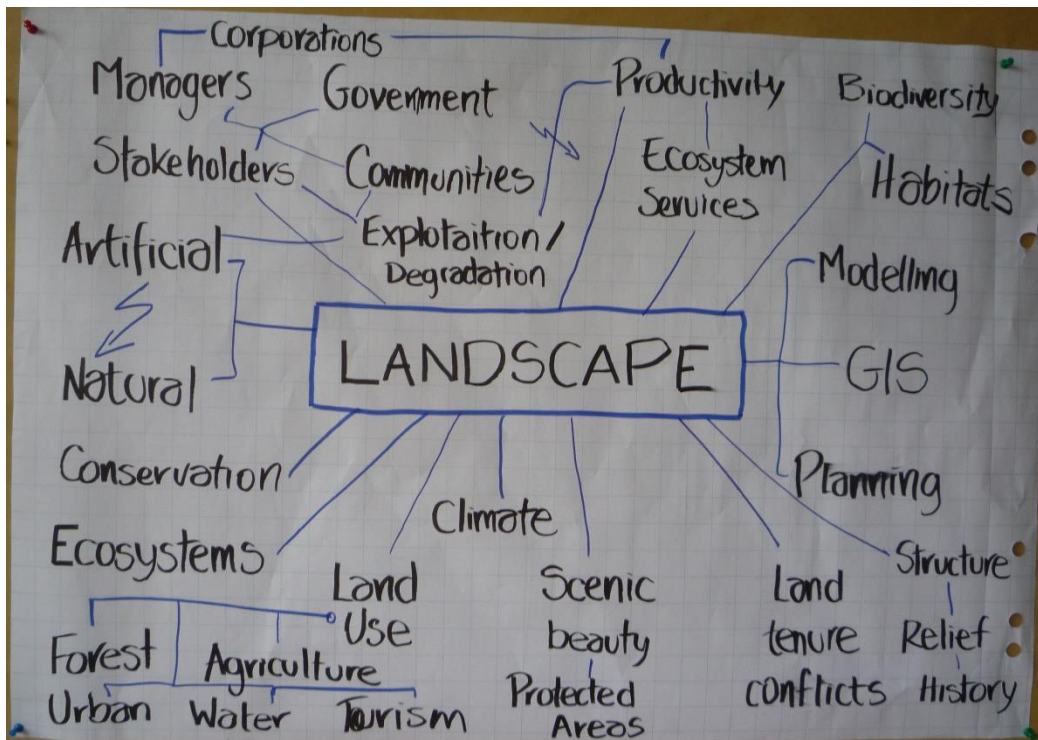 Corporations
Managers
Government
Productivity
Biodiversity
Stakeholders
Communities
Ecosystem
Services
Habitats
Artificial
Explotaition/
Degradation
Modelling
LANDSCAPE
GIS
Natural
Conservation
Planning
Climate
Ecosystems
Land
Use
Scenic
beauty
Land
tenure
conflicts
Structure
Relief
History
Forest
Agriculture
Urban
Water
Tourism
Protected
Areas